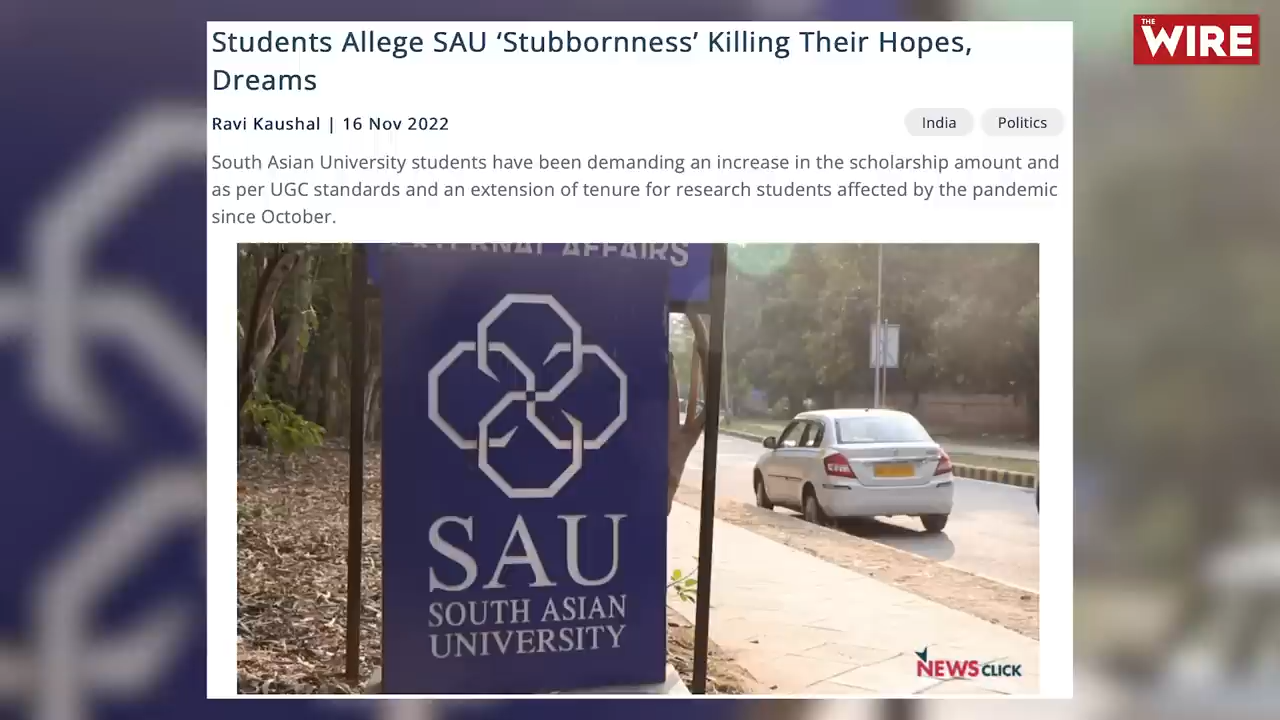 THE
WIRE
Students Allege SAU ‘Stubbornness’ Killing Their Hopes,
Dreams
Ravi Kaushal | 16 Nov 2022
India
Politics
South Asian University students have been demanding an increase in the scholarship amount and
as per UGC standards and an extension of tenure for research students affected by the pandemic
since October.
EXTERNAL AFFAIRS
SAU
SOUTH ASIAN
UNIVERSITY
NEWSCLICK